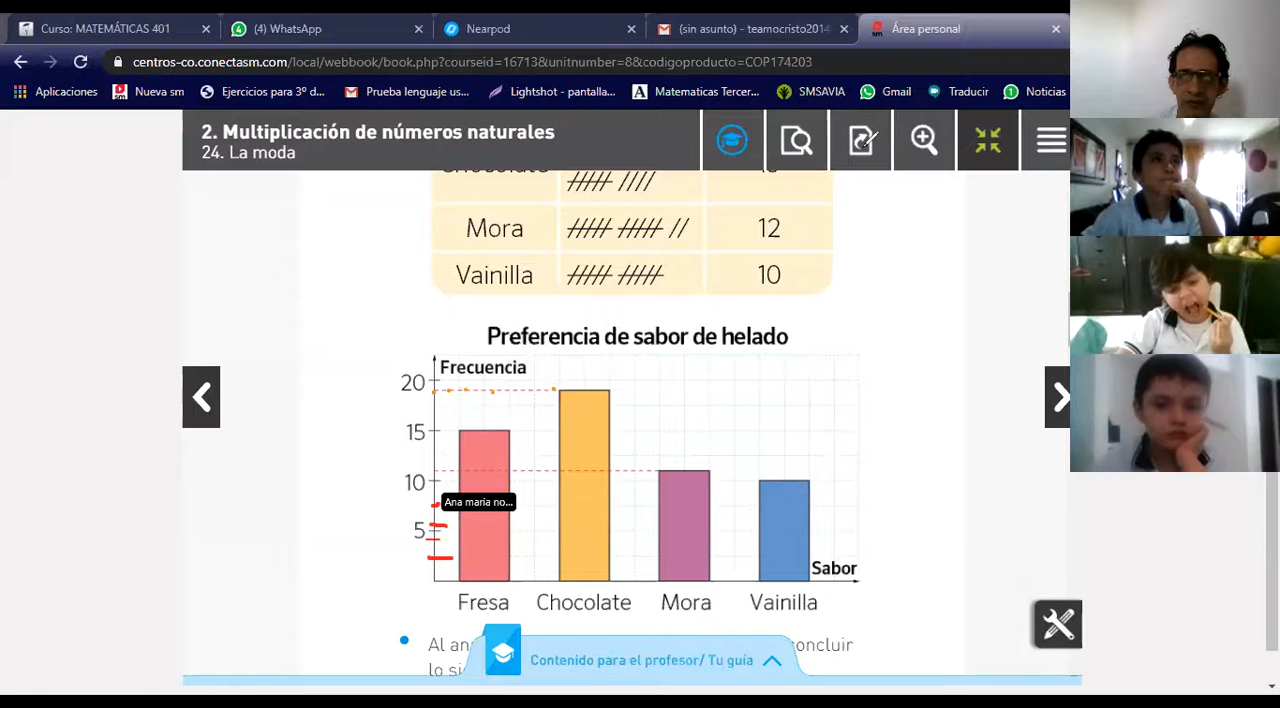 Curso: MATEMÁTICAS 401
(4) WhatsApp
Nearpod
(sin asunto) - teamocristo2014
Área personal
centros-co.conectasm.com/local/webbook/book.php?courseid=16713&unitnumber=8&codigoproducto=COP174203
Aplicaciones
Nueva sm
Ejercicios para 3º d...
Prueba lenguaje us...
Lightshot - pantalla...
Matematicas Tercer...
SMSAVIA
Gmail
Traducir
Noticias
2. Multiplicación de números naturales
24. La moda
Chocolate
Mora 12
Vainilla 10
Preferencia de sabor de helado
Frecuencia
20
15
10
Ana maria no...
5
Sabor
Fresa Chocolate Mora Vainilla
Al
Contenido para el profesor/ Tu guía